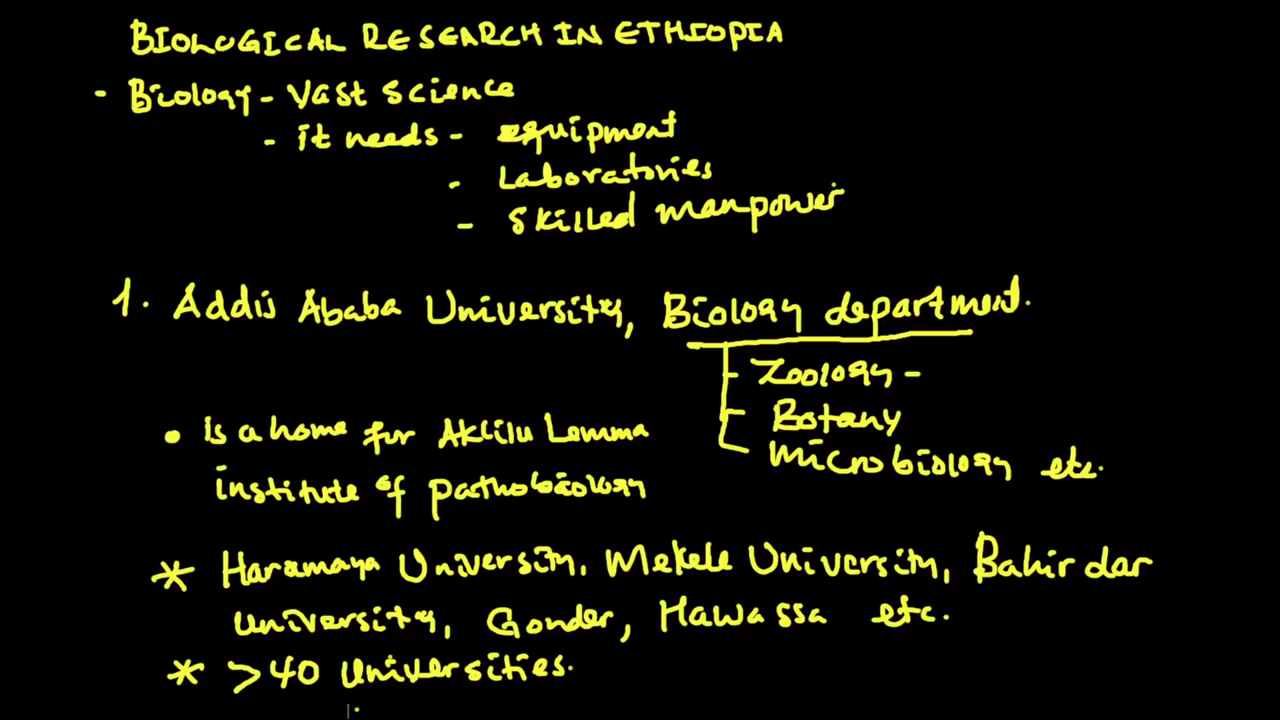 BIOLOGICAL RESEARCH IN ETHIOPIA
- Biology - Vast science
- it needs - equipment
- Laboratories
- Skilled manpower
1. Addis Ababa University, Biology department.
- Zoology -
- Botany
Microbiology etc.
• is a home for Aklilu Lemma
institute of pathobiology
* Haramaya University, Mekele University, Bahir dar
University, Gonder, Hawassa etc.
* >40 Universities.